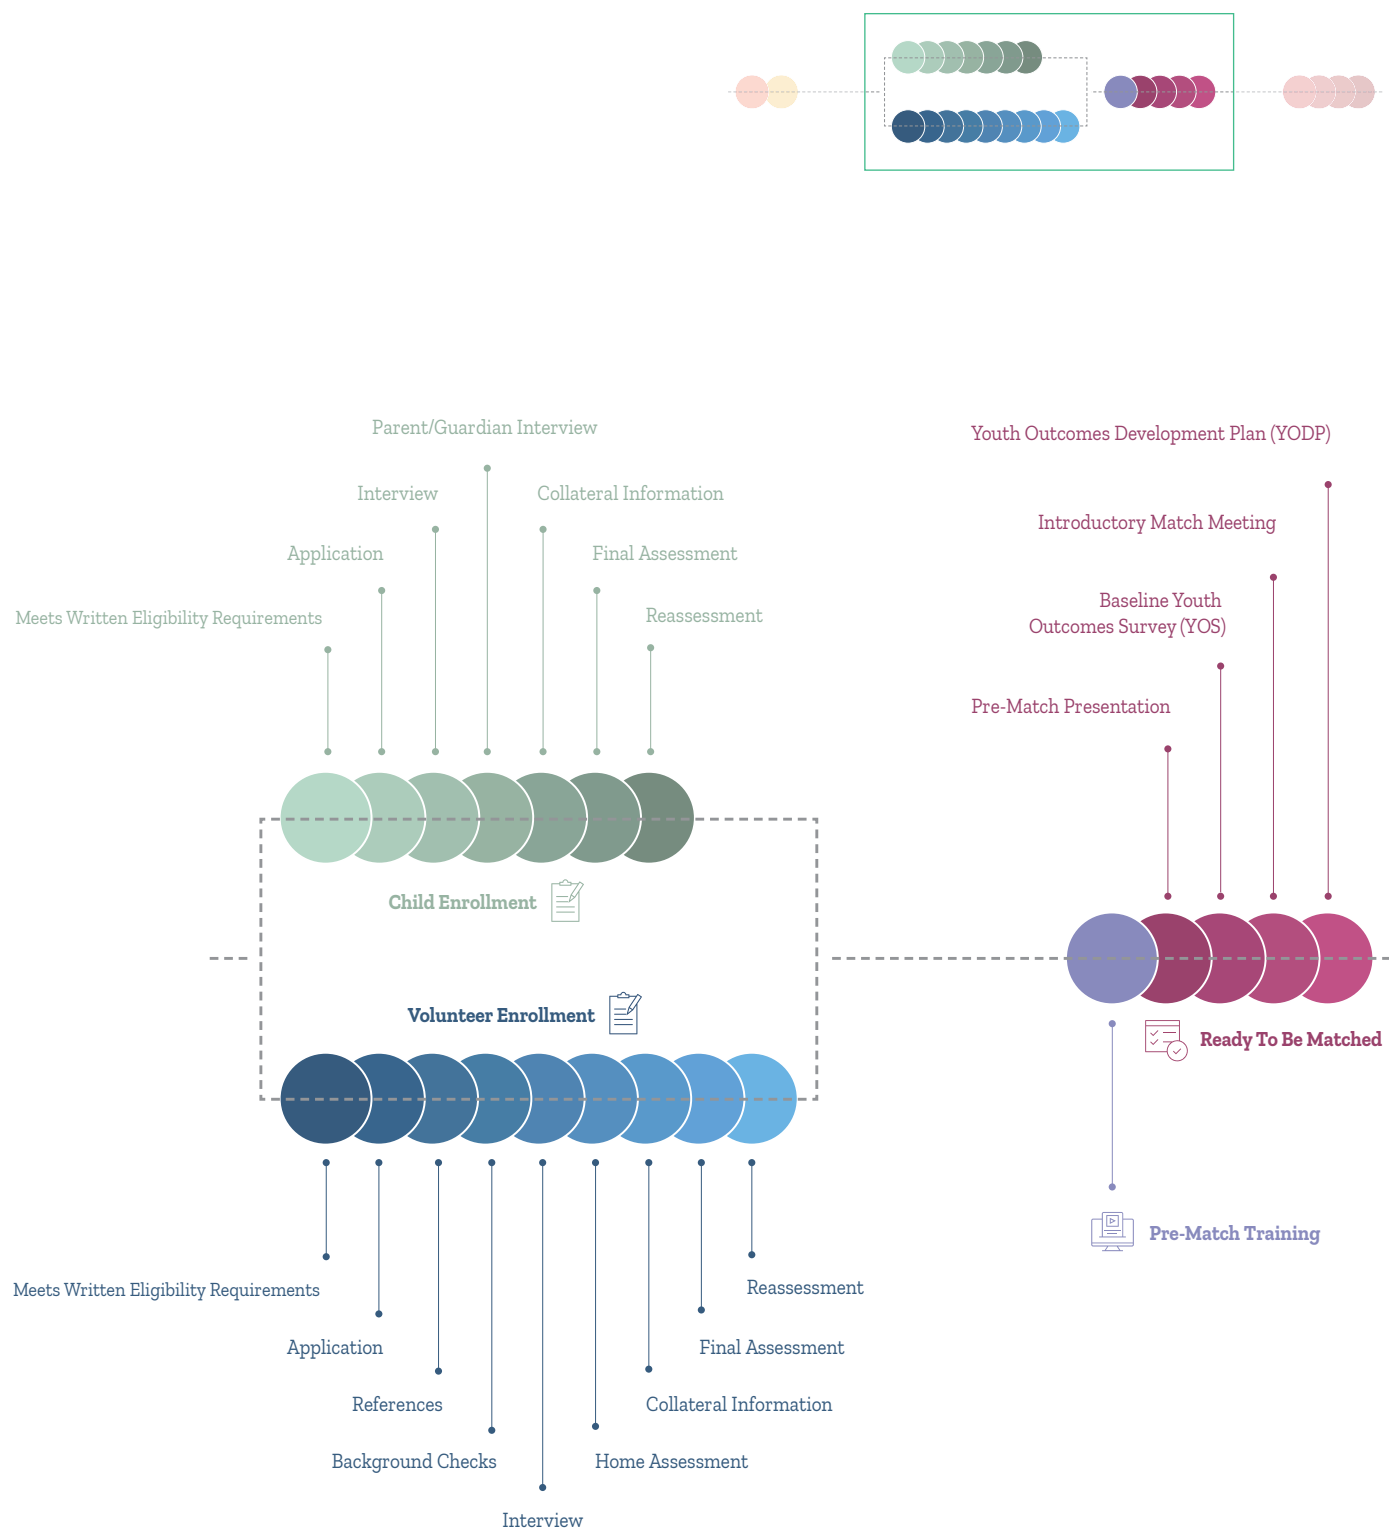 Parent/Guardian Interview
Interview
Collateral Information
Application
Final Assessment
Meets Written Eligibility Requirements
Reassessment
Child Enrollment
Youth Outcomes Development Plan (YODP)
Introductory Match Meeting
Baseline Youth
Outcomes Survey (YOS)
Pre-Match Presentation
Ready To Be Matched
Pre-Match Training
Volunteer Enrollment
Meets Written Eligibility Requirements
Reassessment
Application
Final Assessment
References
Collateral Information
Background Checks
Home Assessment
Interview